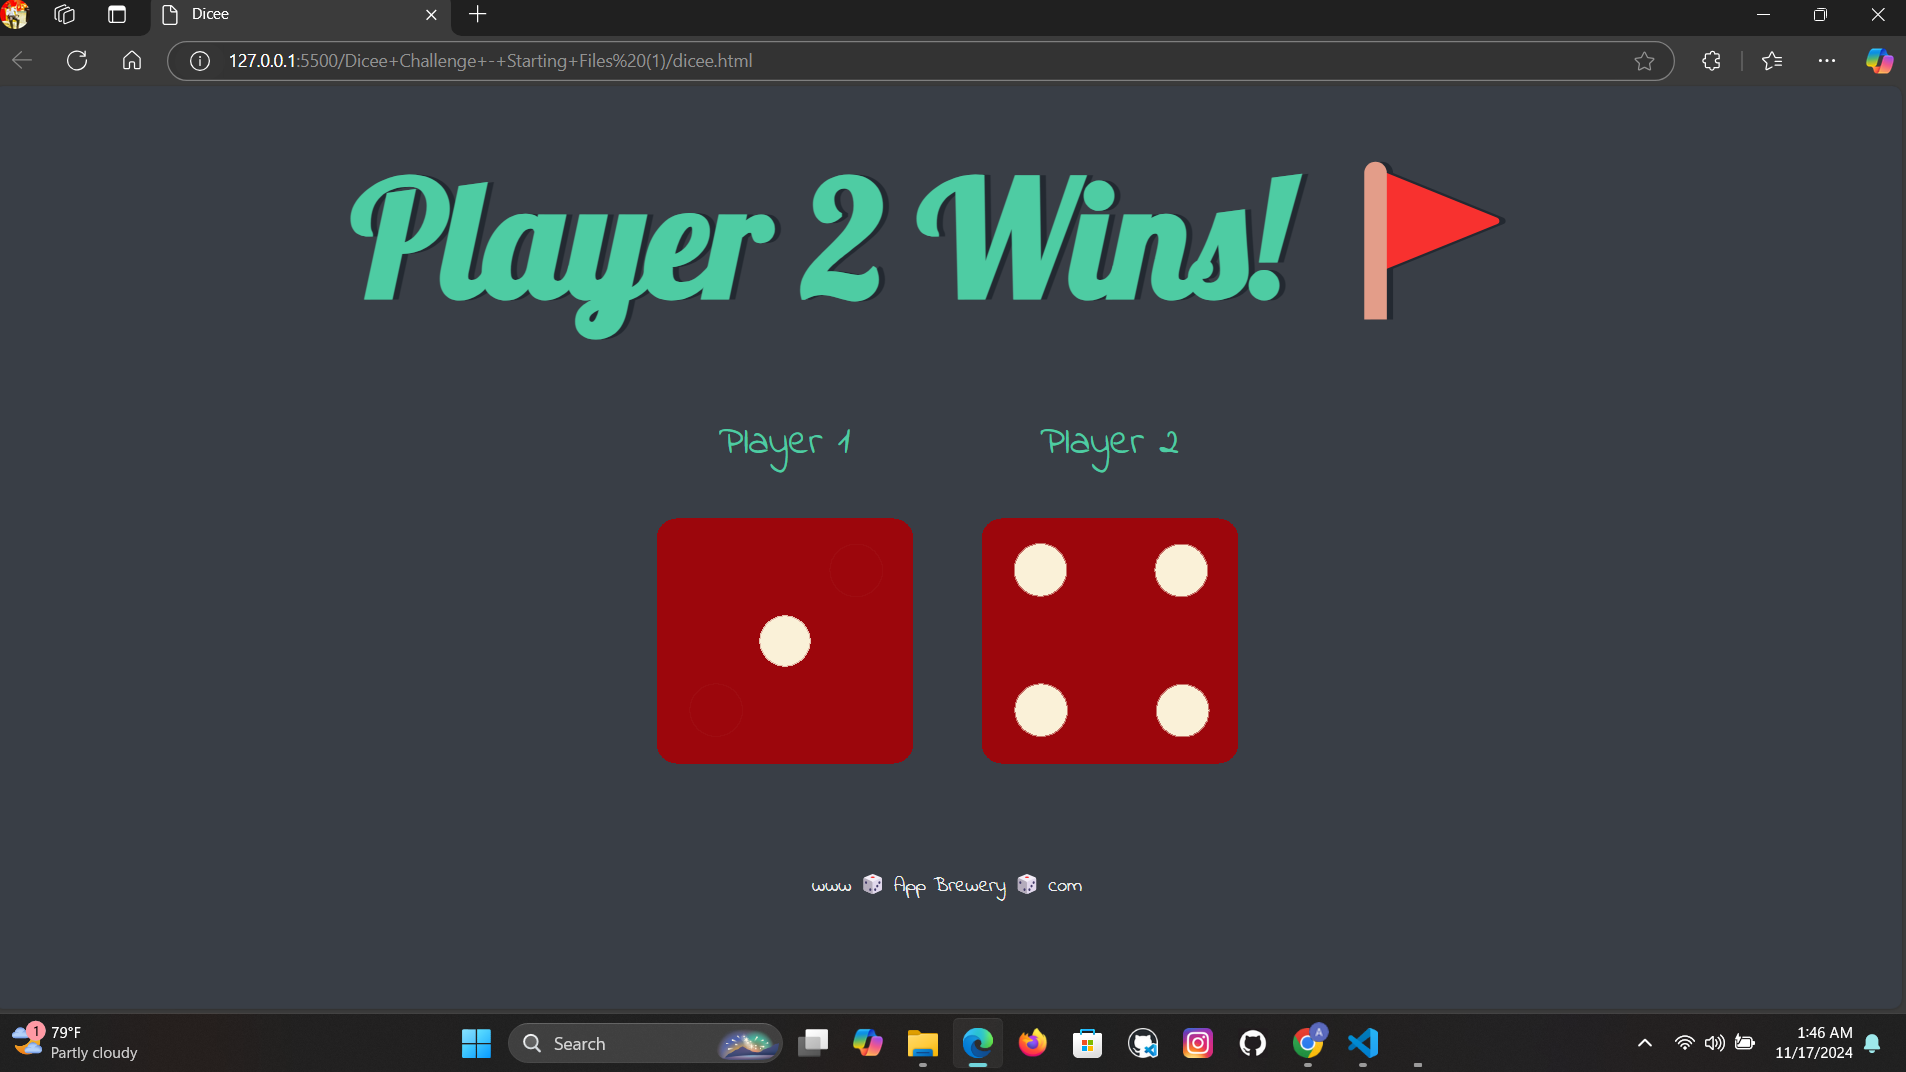 Dicee
127.0.0.1:5500/Dicee+Challenge+-+Starting+Files%20(1)/dicee.html
Player 2 Wins! 🚩
Player 1
Player 2
www 🎲 App Brewery 🎲 com
1
79°F
Partly cloudy
Search
A
1:46 AM
11/17/2024